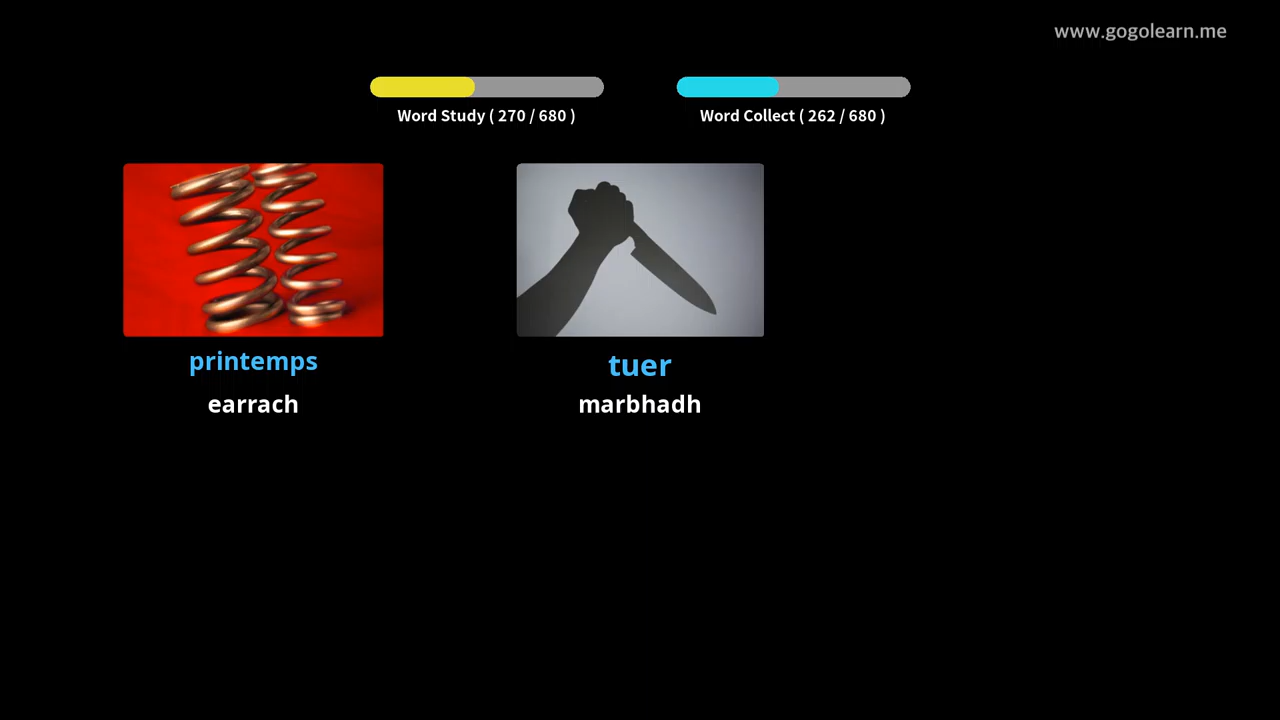 www.gogolearn.me
Word Study ( 270 / 680 )
Word Collect ( 262 / 680 )
printemps
earrach
tuer
marbhadh